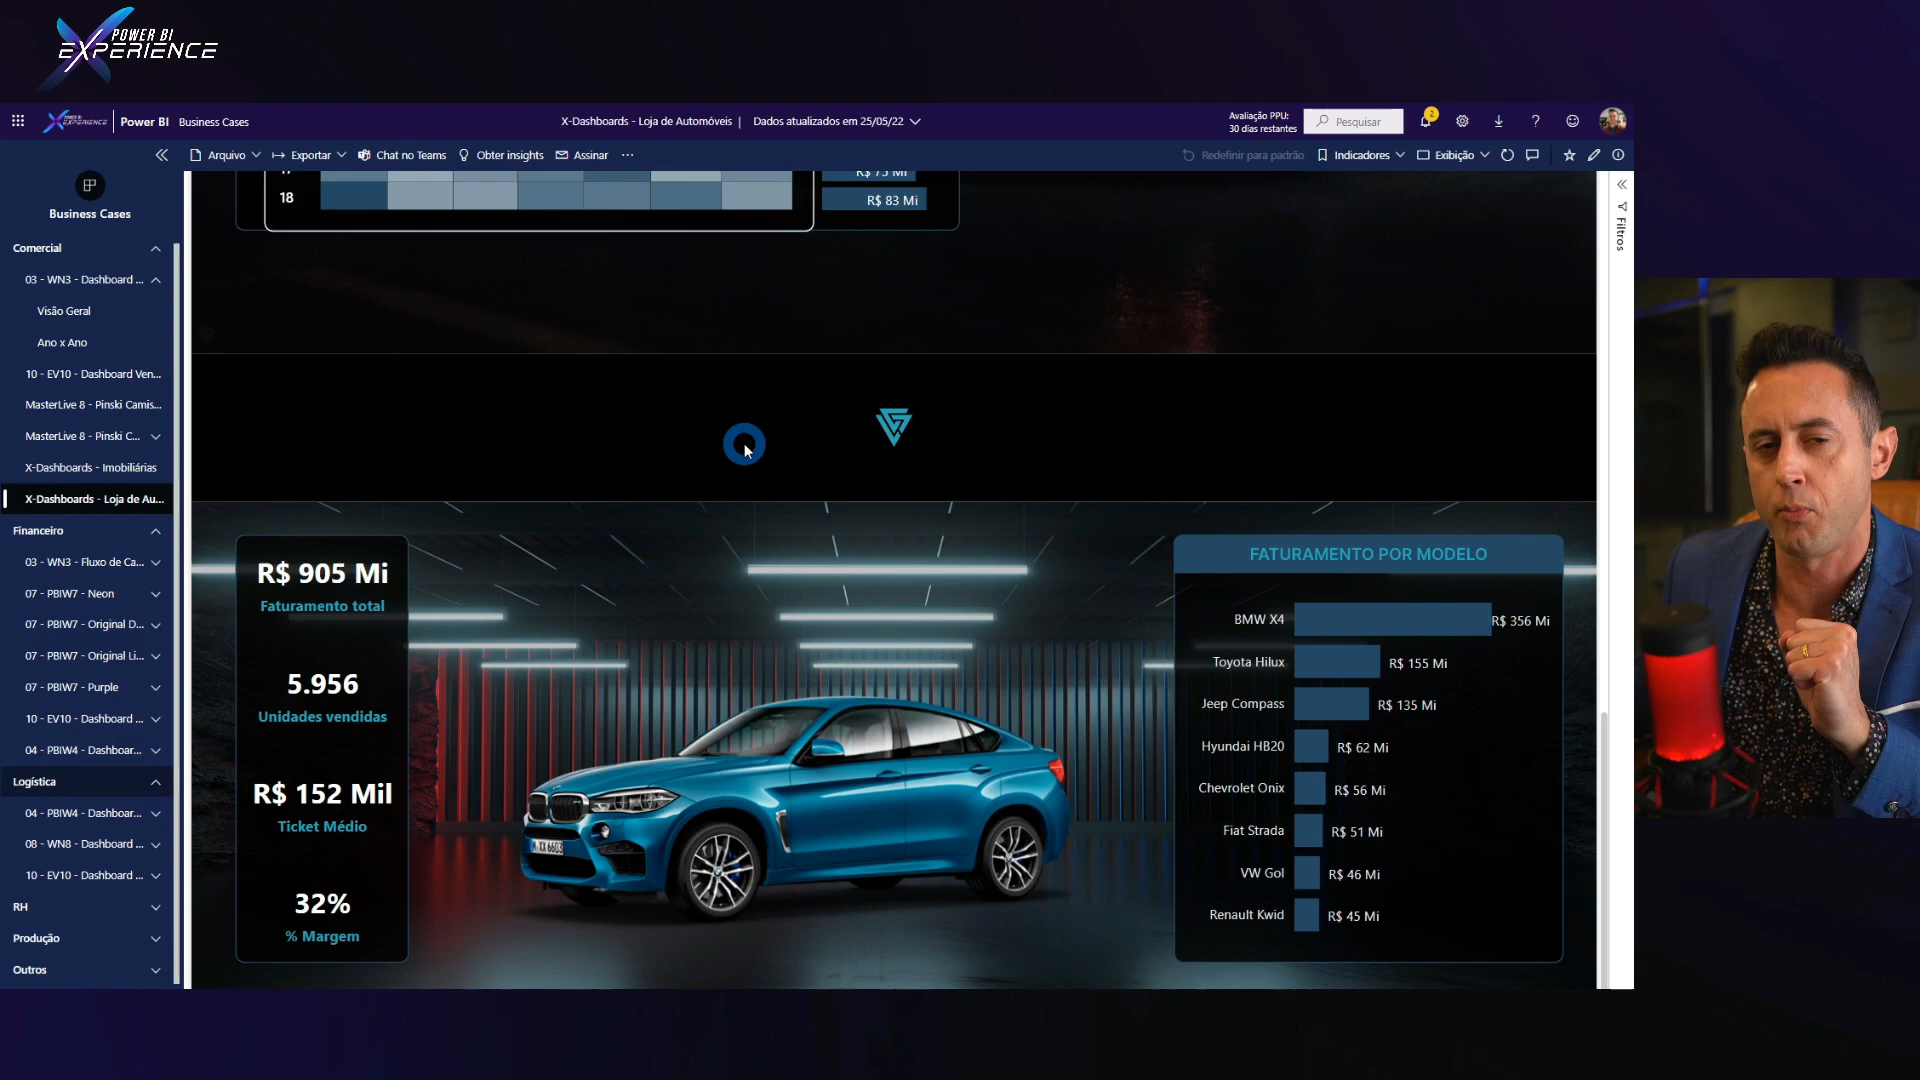 POWER BI
EXPERIENCE
POWER BI
EXPERIENCE
Power BI
Business Cases
X-Dashboards - Loja de Automóveis | Dados atualizados em 25/05/22
Avaliação PPU:
30 dias restantes
Pesquisar
2
Arquivo
Exportar
Chat no Teams
Obter insights
Assinar
...
Redefinir para padrão
Indicadores
Exibição
Business Cases
Comercial
03 - WN3 - Dashboard ...
Visão Geral
Ano x Ano
10 - EV10 - Dashboard Ven...
MasterLive 8 - Pinski Camis...
MasterLive 8 - Pinski C...
X-Dashboards - Imobiliárias
X-Dashboards - Loja de Au...
Financeiro
03 - WN3 - Fluxo de Ca...
07 - PBIW7 - Neon
07 - PBIW7 - Original D...
07 - PBIW7 - Original Li...
07 - PBIW7 - Purple
10 - EV10 - Dashboard ...
04 - PBIW4 - Dashboar...
Logística
04 - PBIW4 - Dashboar...
08 - WN8 - Dashboard ...
10 - EV10 - Dashboard ...
RH
Produção
Outros
18
R$ 83 Mi
Filtros
R$ 905 Mi
Faturamento total
5.956
Unidades vendidas
R$ 152 Mil
Ticket Médio
32%
% Margem
FATURAMENTO POR MODELO
BMW X4 R$ 356 Mi
Toyota Hilux R$ 155 Mi
Jeep Compass R$ 135 Mi
Hyundai HB20 R$ 62 Mi
Chevrolet Onix R$ 56 Mi
Fiat Strada R$ 51 Mi
VW Gol R$ 46 Mi
Renault Kwid R$ 45 Mi